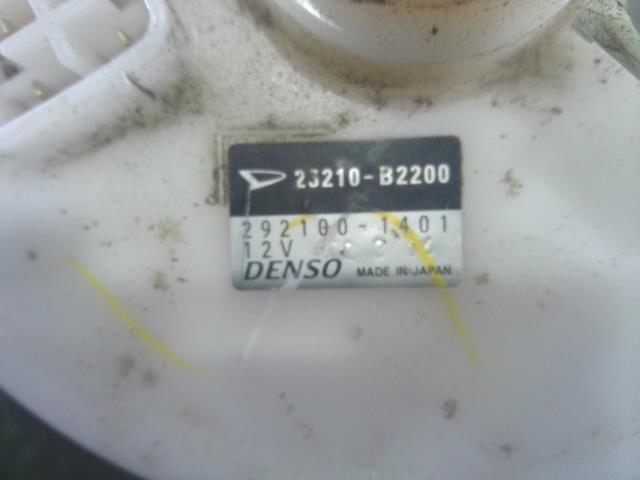 23210-B2200
292100-1401
12V
DENSO MADE IN JAPAN